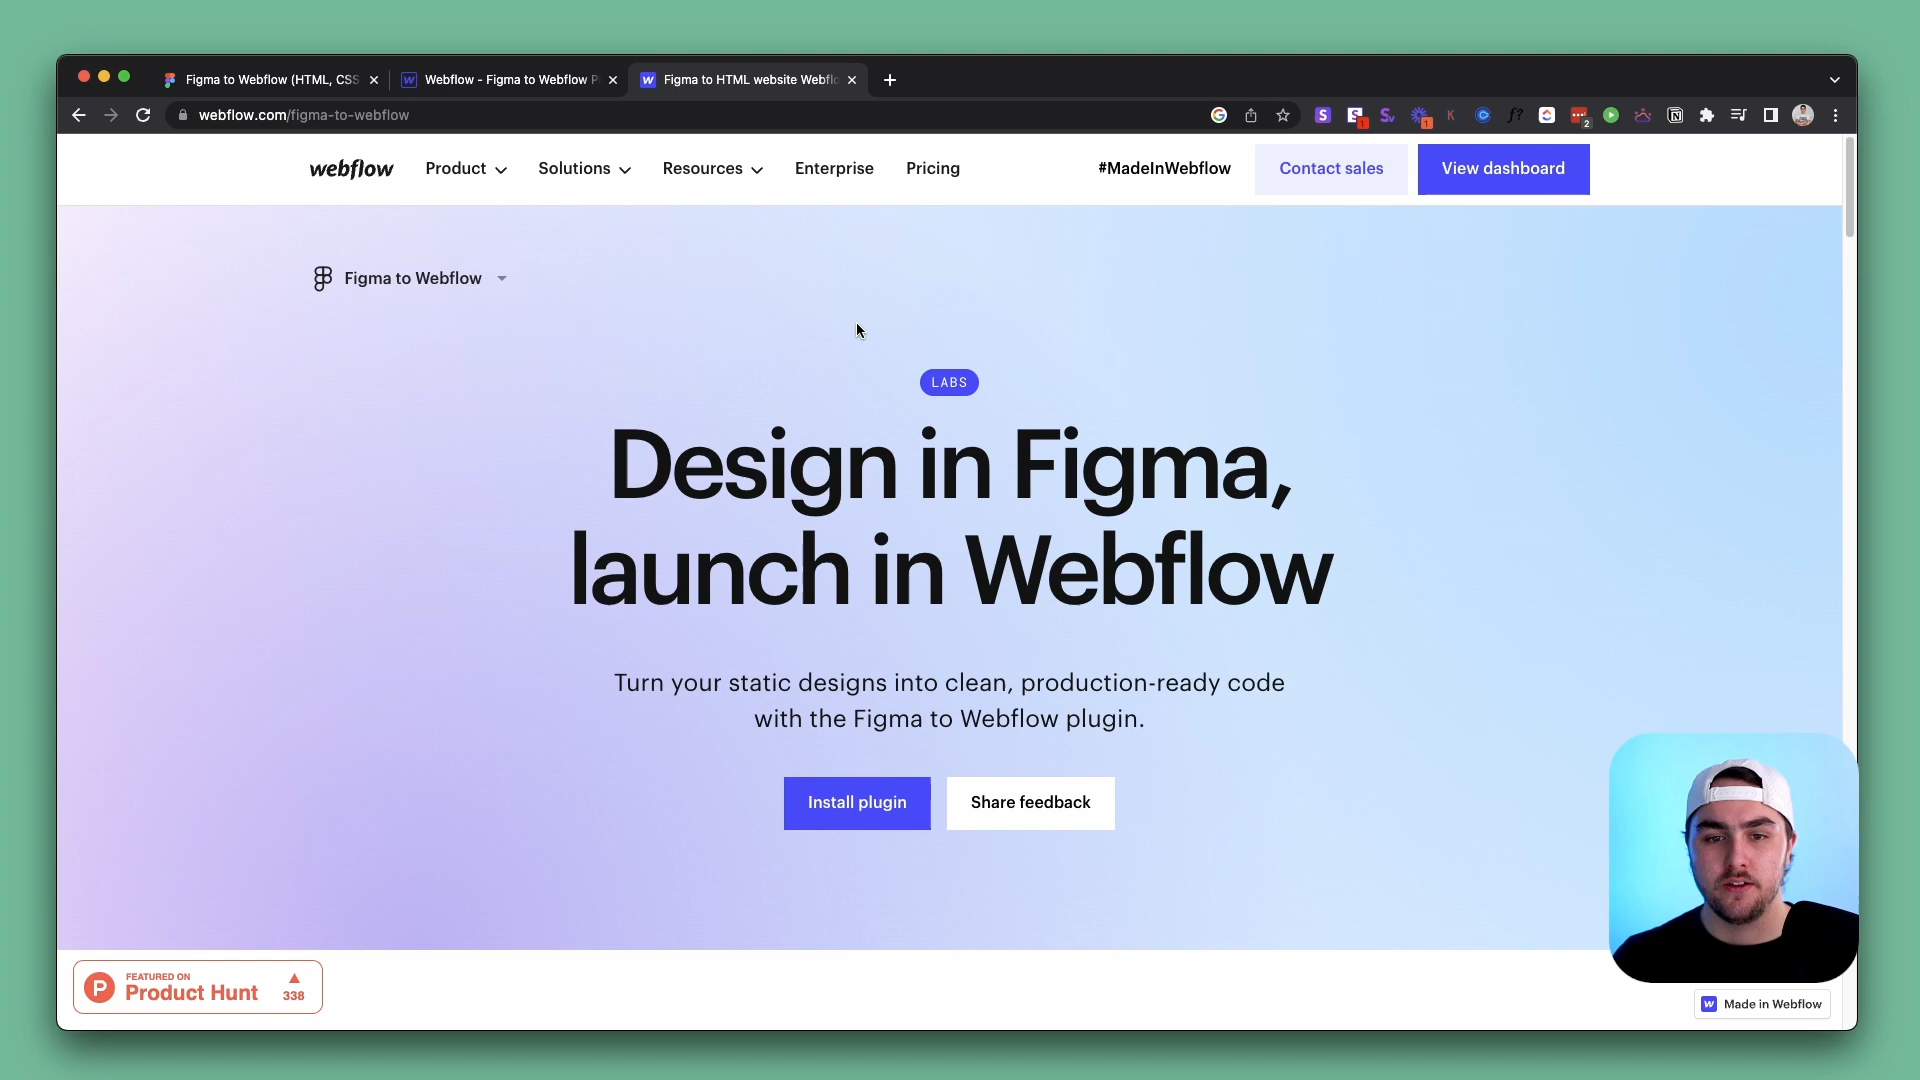 Figma to Webflow (HTML, CSS
Webflow - Figma to Webflow P
Figma to HTML website Webflo
webflow.com/figma-to-webflow
webflow
Product
Solutions
Resources
Enterprise
Pricing
#MadeInWebflow
Contact sales
View dashboard
Figma to Webflow
LABS
Design in Figma,
launch in Webflow
Turn your static designs into clean, production-ready code
with the Figma to Webflow plugin.
Install plugin
Share feedback
P
FEATURED ON
Product Hunt
338
Made in Webflow